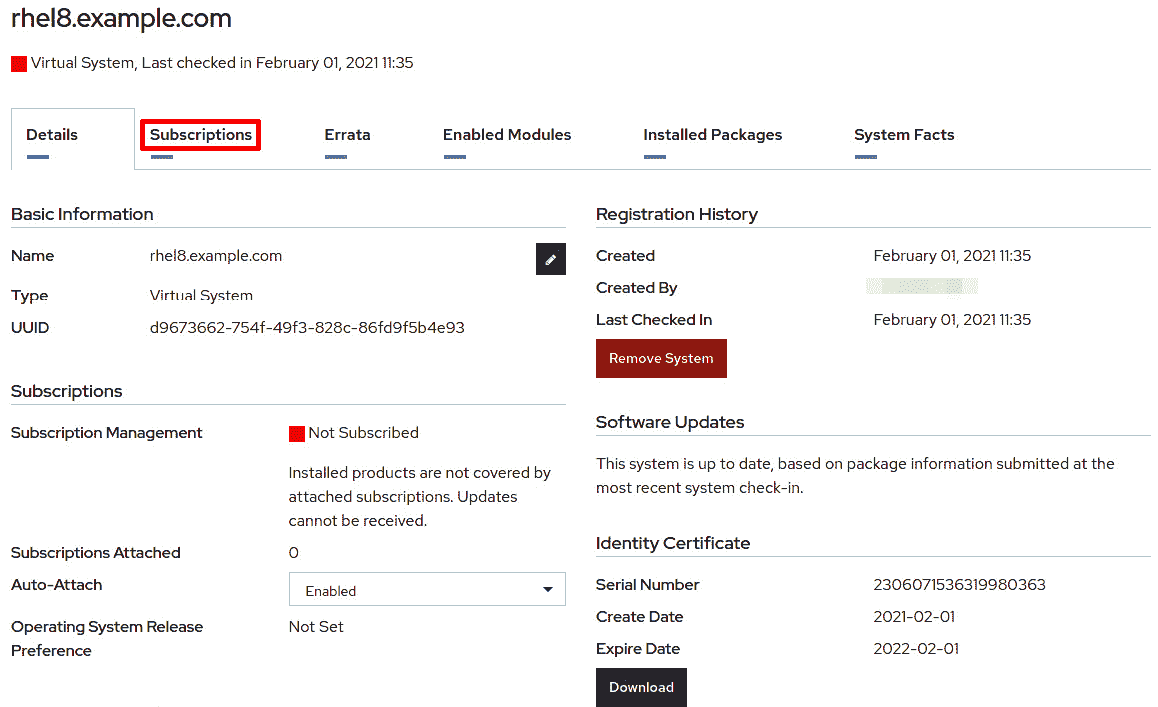 rhel8.example.com
Virtual System, Last checked in February 01, 2021 11:35
Details Subscriptions Errata Enabled Modules Installed Packages System Facts
Basic Information
Name rhel8.example.com
Type Virtual System
UUID d9673662-754f-49f3-828c-86fd9f5b4e93
Subscriptions
Subscription Management Not Subscribed
Installed products are not covered by
attached subscriptions. Updates
cannot be received.
Subscriptions Attached 0
Auto-Attach Enabled
Operating System Release Not Set
Preference
Registration History
Created February 01, 2021 11:35
Created By
Last Checked In February 01, 2021 11:35
Remove System
Software Updates
This system is up to date, based on package information submitted at the
most recent system check-in.
Identity Certificate
Serial Number 2306071536319980363
Create Date 2021-02-01
Expire Date 2022-02-01
Download